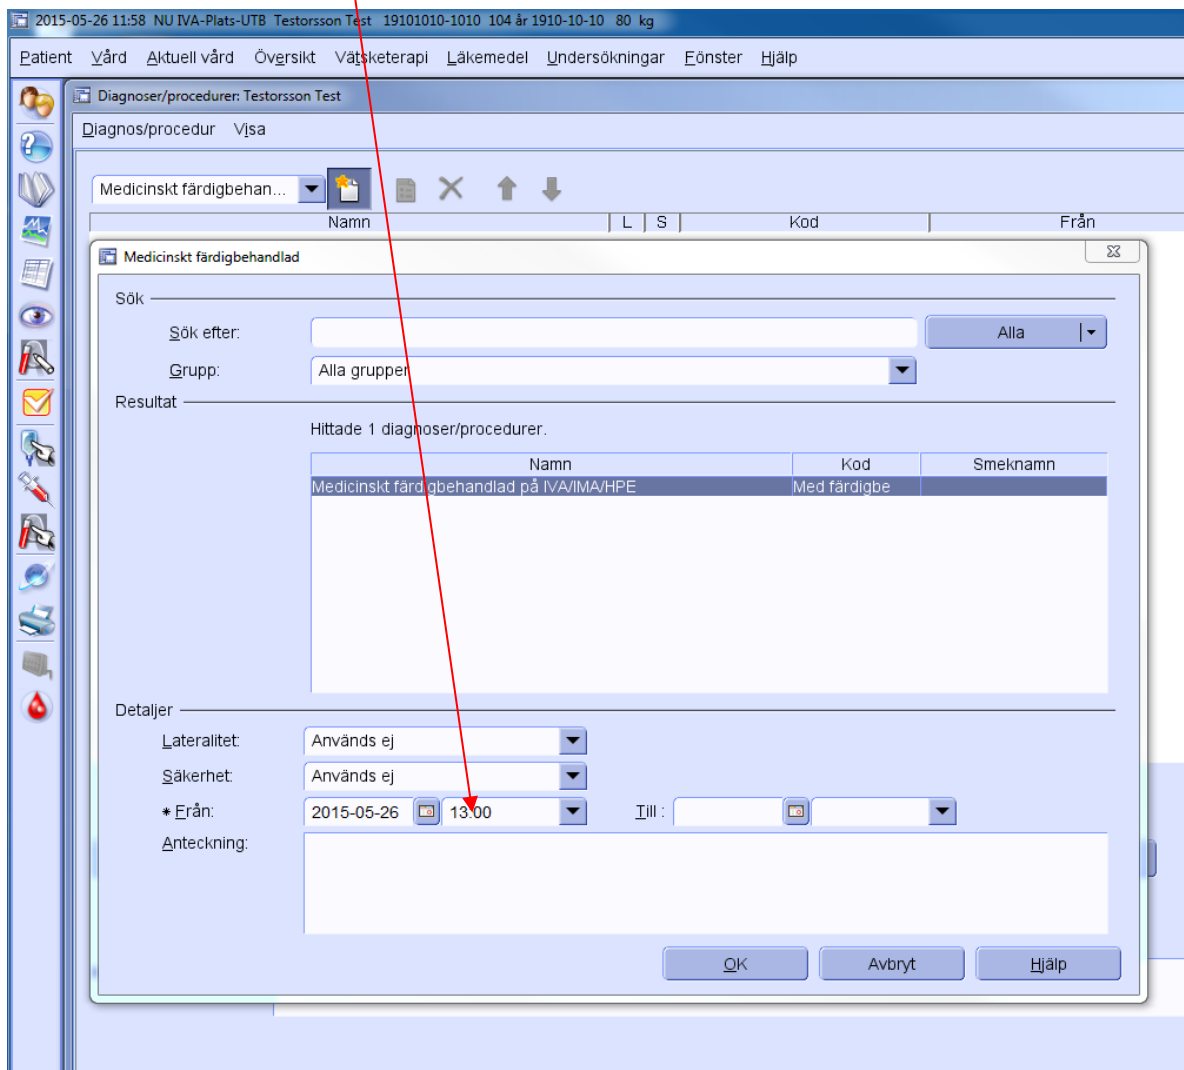 2015-05-26 11:58 NU IVA-Plats-UTB Testorsson Test 19101010-1010 104 år 1910-10-10 80 kg
Patient Vård Aktuell vård Översikt Vätsketerapi Läkemedel Undersökningar Fönster Hjälp
Diagnoser/procedurer: Testorsson Test
Diagnos/procedur Visa
Medicinskt färdigbehan...
Namn L S Kod Från
Medicinskt färdigbehandlad
Sök
Sök efter: Alla
Grupp: Alla grupper
Resultat
Hittade 1 diagnoser/procedurer.
Namn Kod Smeknamn
Medicinskt färdigbehandlad på IVA/IMA/HPE Med färdigbe
Detaljer
Lateralitet: Används ej
Säkerhet: Används ej
* Från: 2015-05-26 13:00 Till :
Anteckning:
OK Avbryt Hjälp